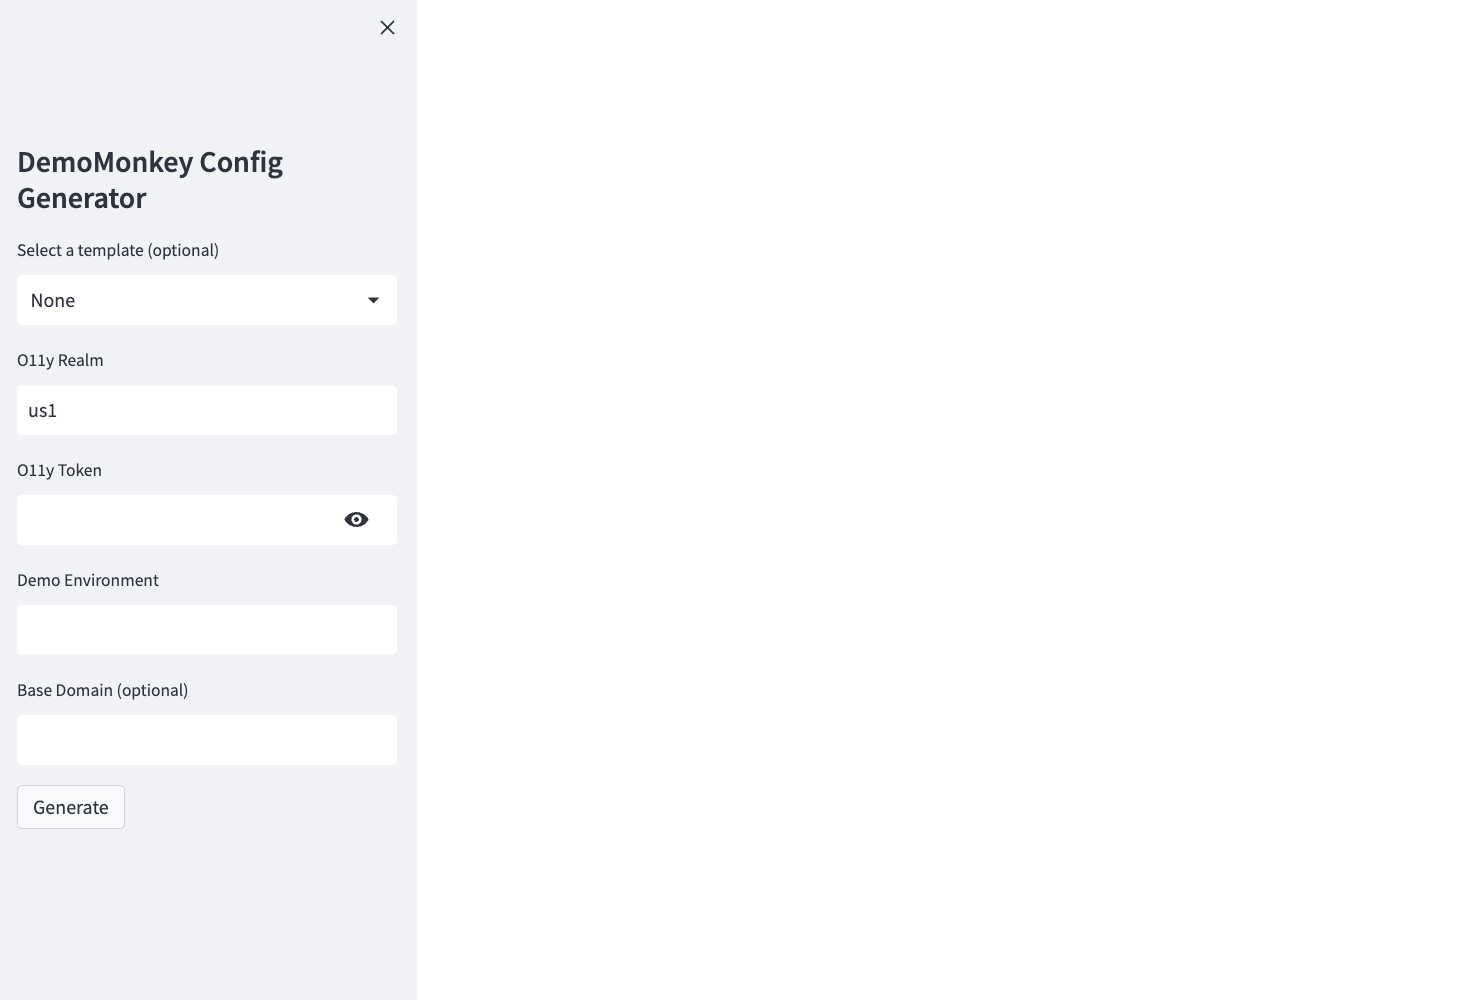 DemoMonkey Config
Generator
Select a template (optional)
None
O11y Realm
us1
O11y Token
Demo Environment
Base Domain (optional)
Generate